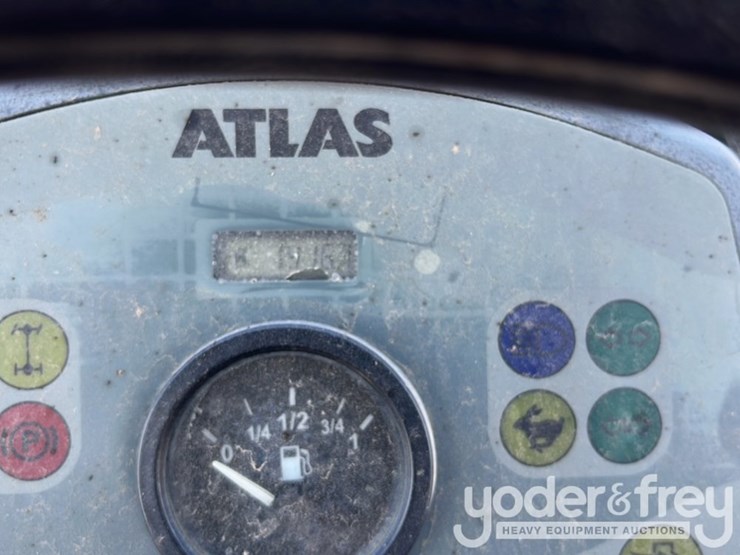 ATLAS
0 1/4 1/2 3/4 1
P
yoder&frey
HEAVY EQUIPMENT AUCTIONS